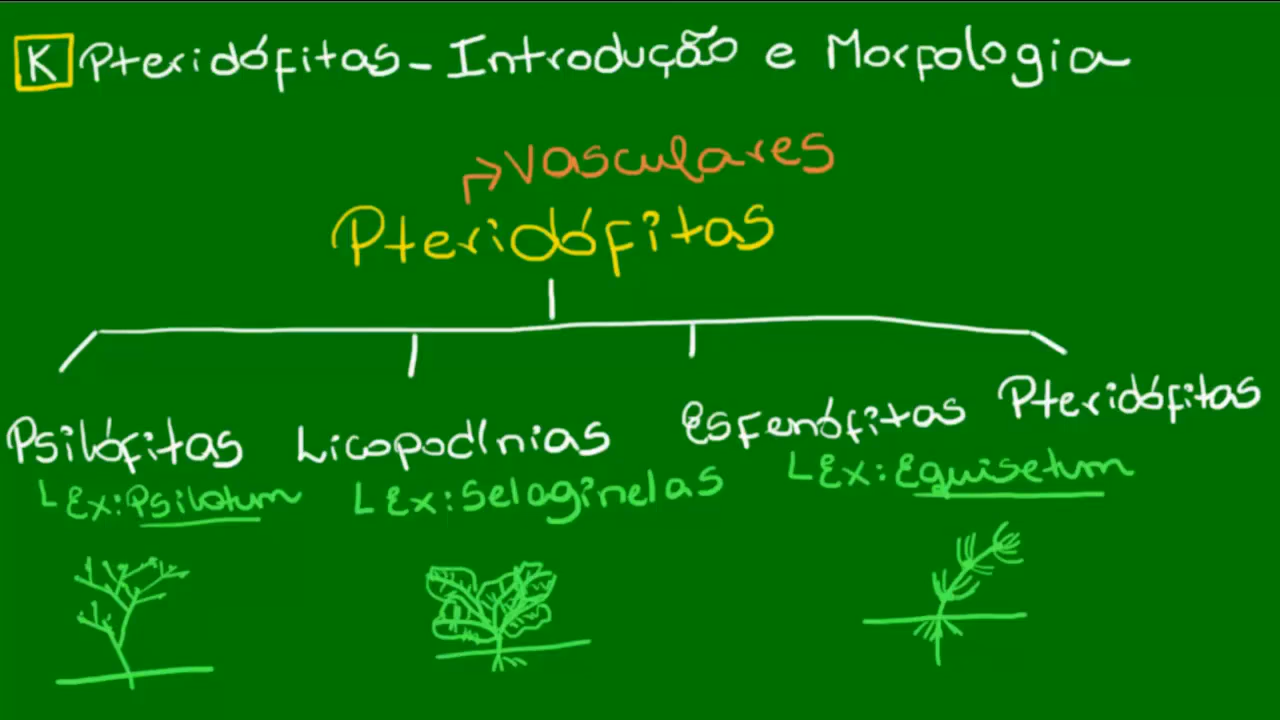 K Pteridófitas - Introdução e Morfologia
Vasculares
Pteridófitas
Psilófitas Licopodínias Esfenófitas Pteridófitas
Ex: Psilotum Ex: Selaginelas Ex: Equisetum